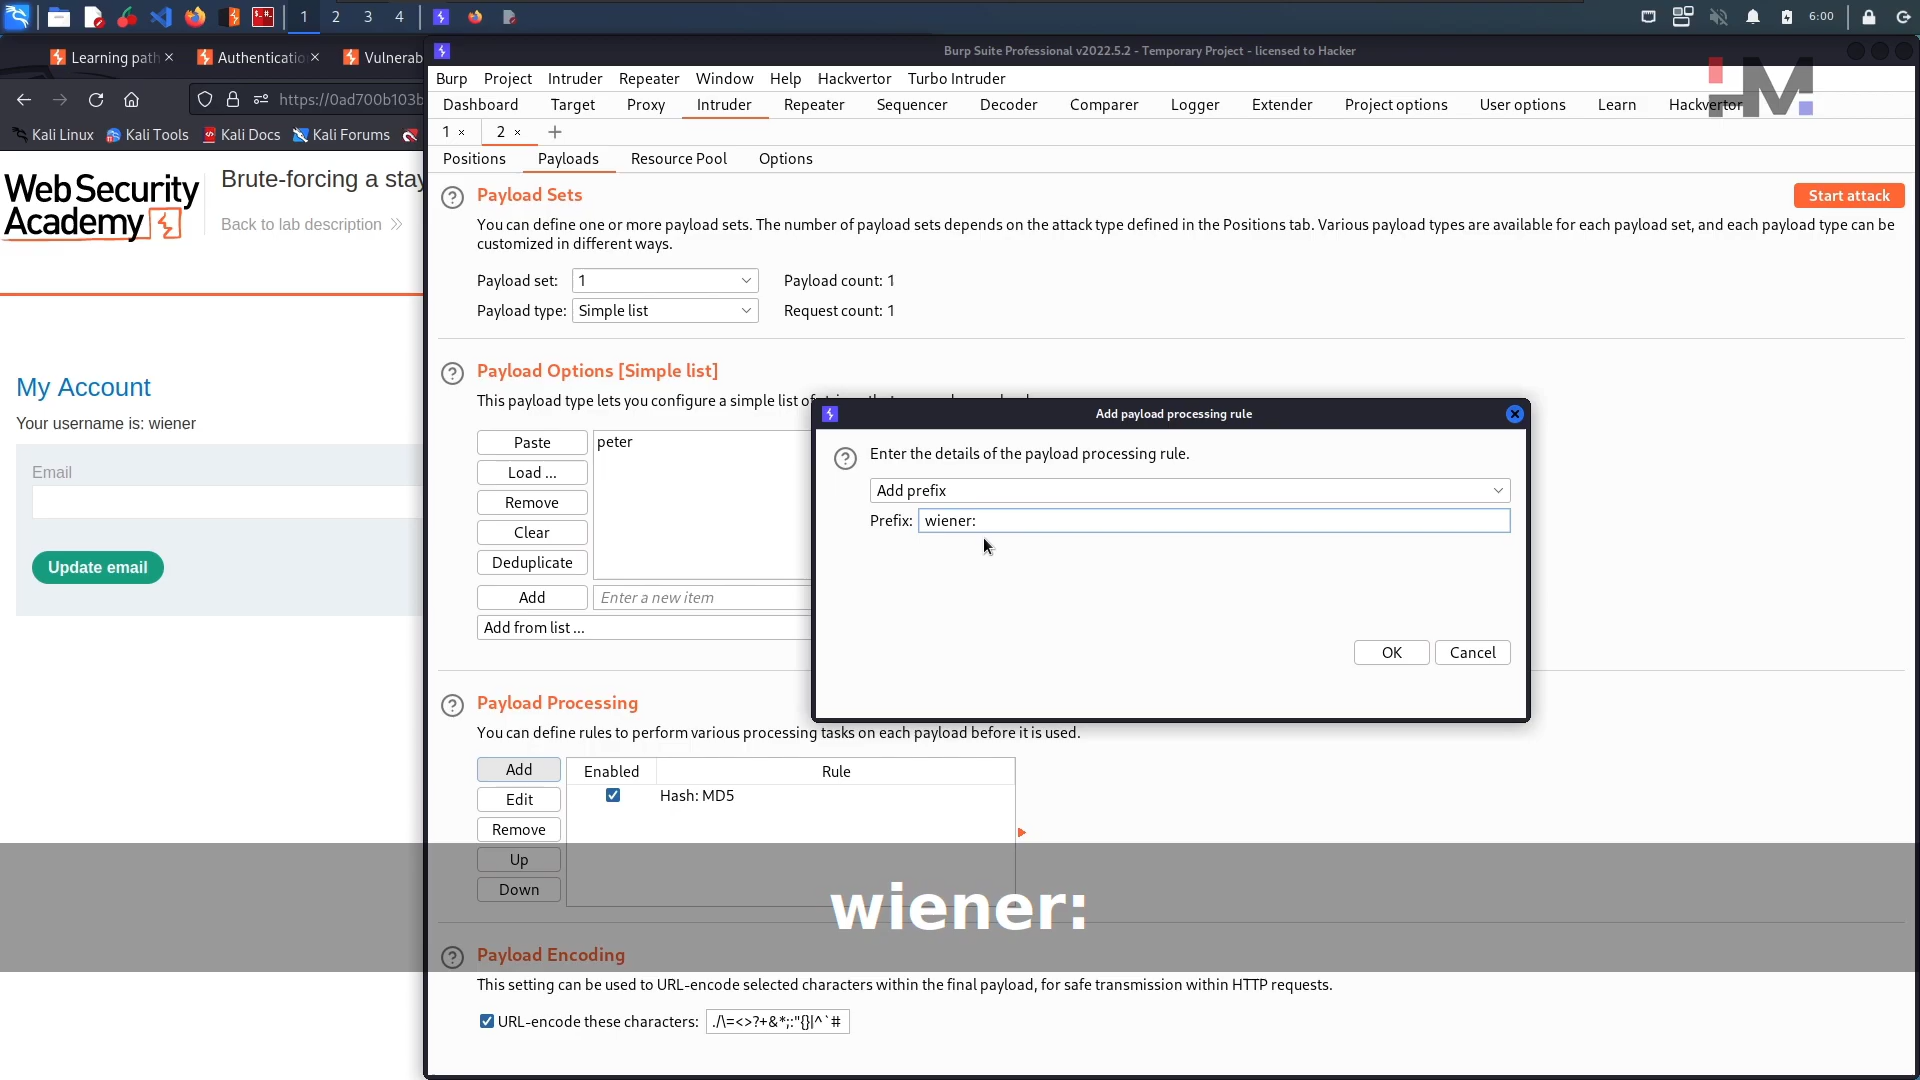 1
2
3
4
6:00
Learning path ×
Authenticatio ×
Vulnerab
https://0ad700b103b
Kali Linux
Kali Tools
Kali Docs
Kali Forums
Web Security
Academy
Brute-forcing a stay
Back to lab description
My Account
Your username is: wiener
Email
Update email
Burp Suite Professional v2022.5.2 - Temporary Project - licensed to Hacker
Burp Project Intruder Repeater Window Help Hackvertor Turbo Intruder
Dashboard Target Proxy Intruder Repeater Sequencer Decoder Comparer Logger Extender Project options User options Learn Hackvertor
HM
1 × 2 × +
Positions Payloads Resource Pool Options
Payload Sets
Start attack
You can define one or more payload sets. The number of payload sets depends on the attack type defined in the Positions tab. Various payload types are available for each payload set, and each payload type can be
customized in different ways.
Payload set: 1 Payload count: 1
Payload type: Simple list Request count: 1
Payload Options [Simple list]
This payload type lets you configure a simple list of
Paste
peter
Load ...
Remove
Clear
Deduplicate
Add
Enter a new item
Add from list ...
Add payload processing rule
Enter the details of the payload processing rule.
Add prefix
Prefix: wiener:
OK
Cancel
Payload Processing
You can define rules to perform various processing tasks on each payload before it is used.
Add
Enabled Rule
Edit
Hash: MD5
Remove
Up
Down
wiener:
Payload Encoding
This setting can be used to URL-encode selected characters within the final payload, for safe transmission within HTTP requests.
URL-encode these characters: ./\=<>?+&*;:"{}|^`#